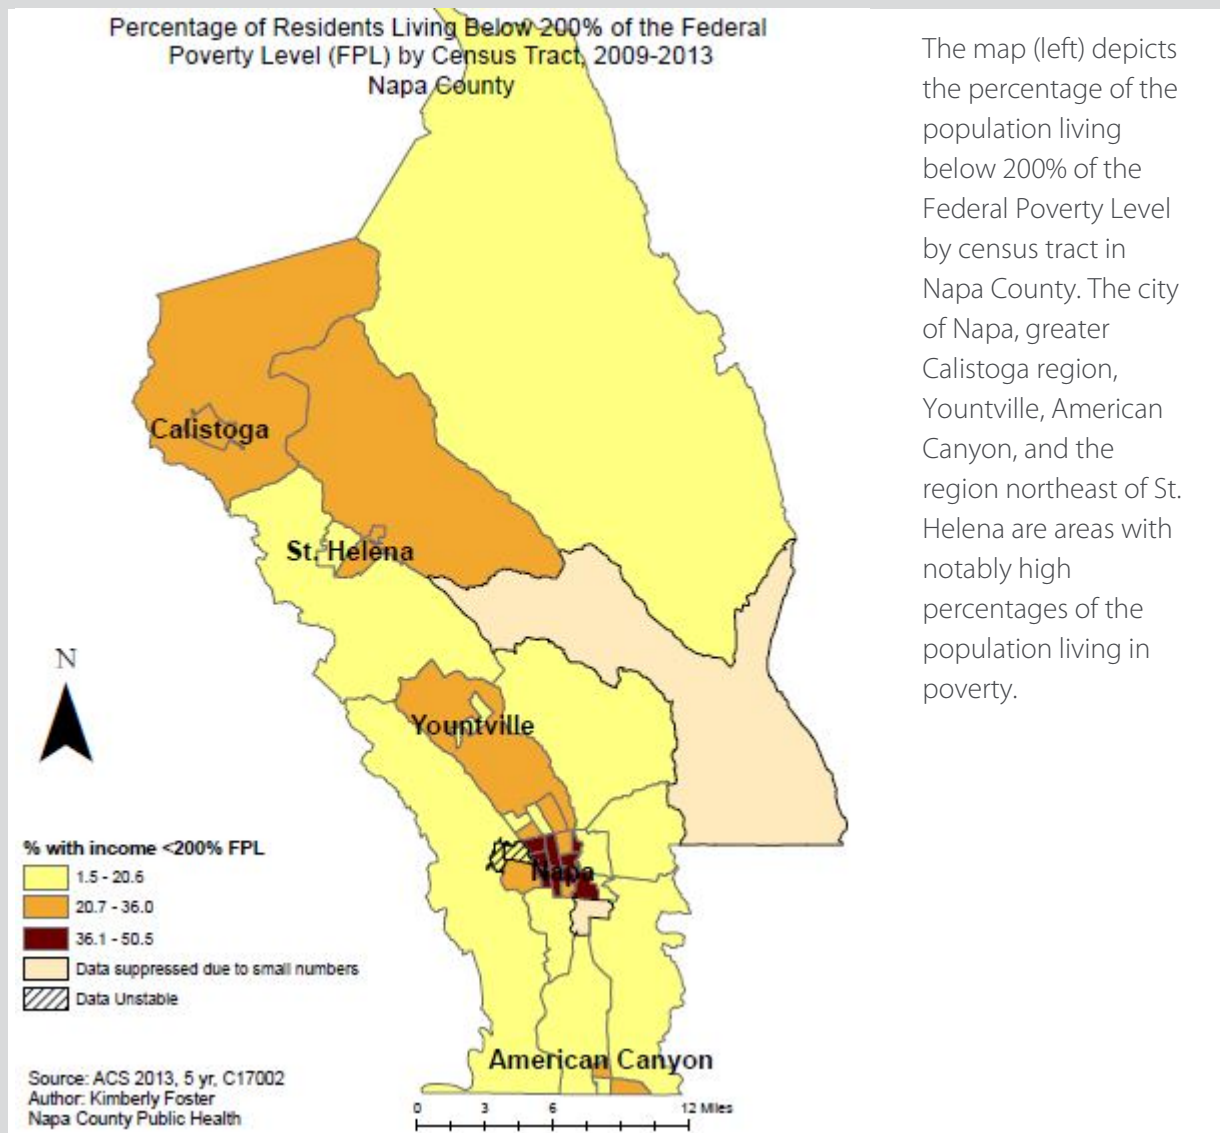 Percentage of Residents Living Below 200% of the Federal
Poverty Level (FPL) by Census Tract, 2009-2013
Napa County
The map (left) depicts
the percentage of the
population living
below 200% of the
Federal Poverty Level
by census tract in
Napa County. The city
of Napa, greater
Calistoga region,
Yountville, American
Canyon, and the
region northeast of St.
Helena are areas with
notably high
percentages of the
population living in
poverty.
Calistoga
St. Helena
N
Yountville
Napa
American Canyon
% with income <200% FPL
1.5 - 20.6
20.7 - 36.0
36.1 - 50.5
Data suppressed due to small numbers
Data Unstable
Source: ACS 2013, 5 yr, C17002
Author: Kimberly Foster
Napa County Public Health
0 3 6 12 Miles